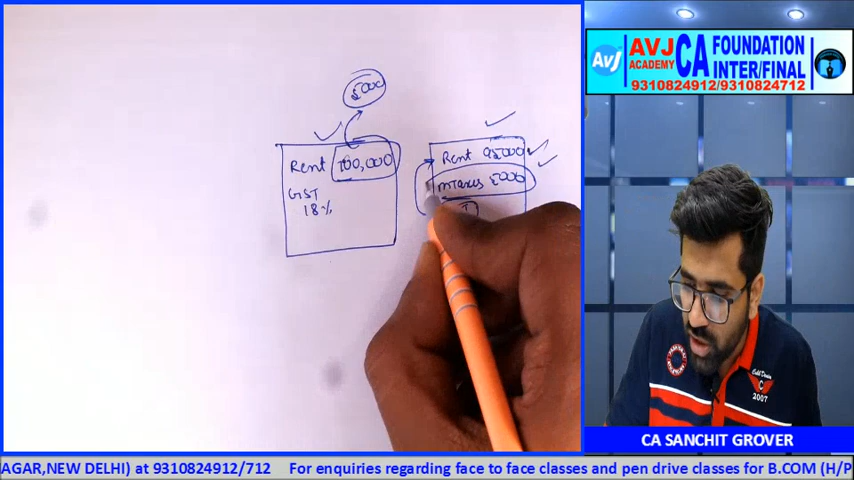 5000
Rent 100,000
GST
18%
Rent 95000
mTaxes 5000
AVJ
AVJ
ACADEMY
CA
FOUNDATION
INTER/FINAL
9310824912/9310824712
2007
CA SANCHIT GROVER
AGAR,NEW DELHI) at 9310824912/712 For enquiries regarding face to face classes and pen drive classes for B.COM (H/P